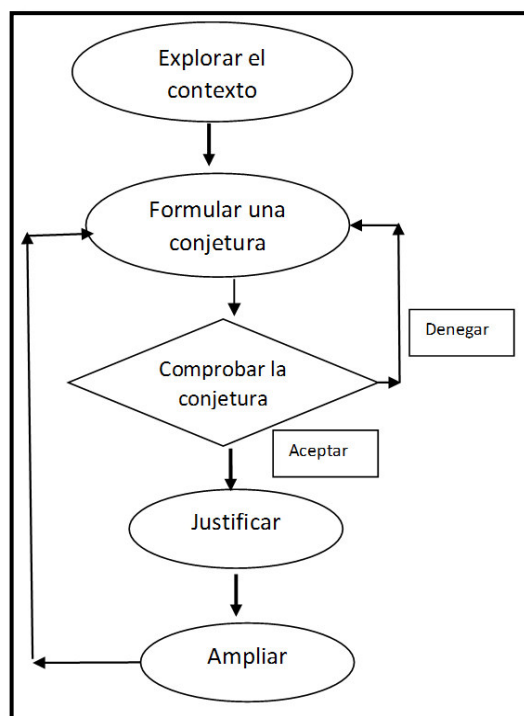 Explorar el
contexto
Formular una
conjetura
Denegar
Comprobar la
conjetura
Aceptar
Justificar
Ampliar